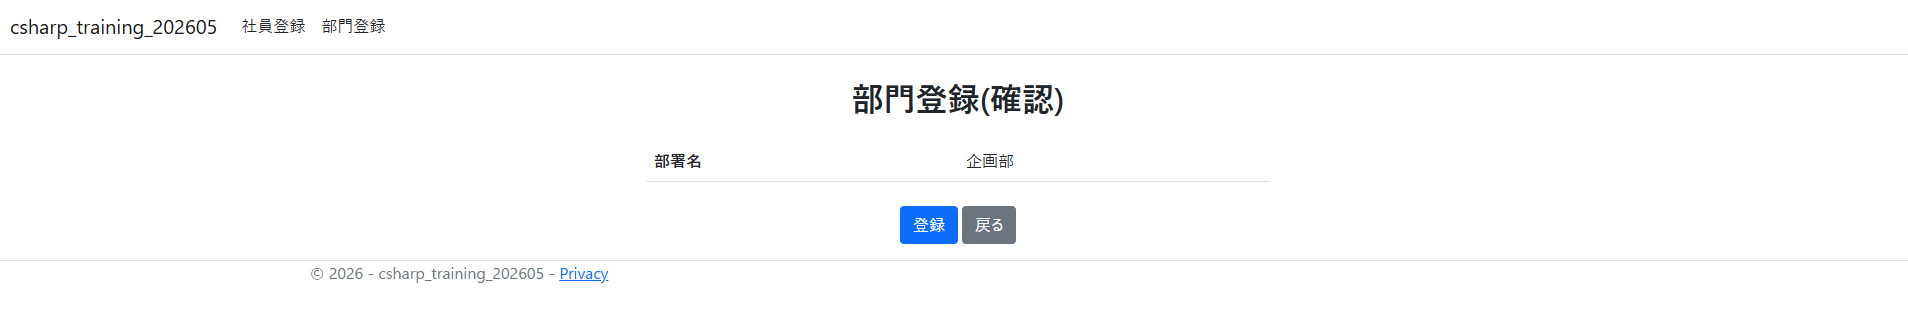 csharp_training_202605 社員登録 部門登録
部門登録(確認)
部署名 企画部
登録 戻る
© 2026 - csharp_training_202605 - Privacy